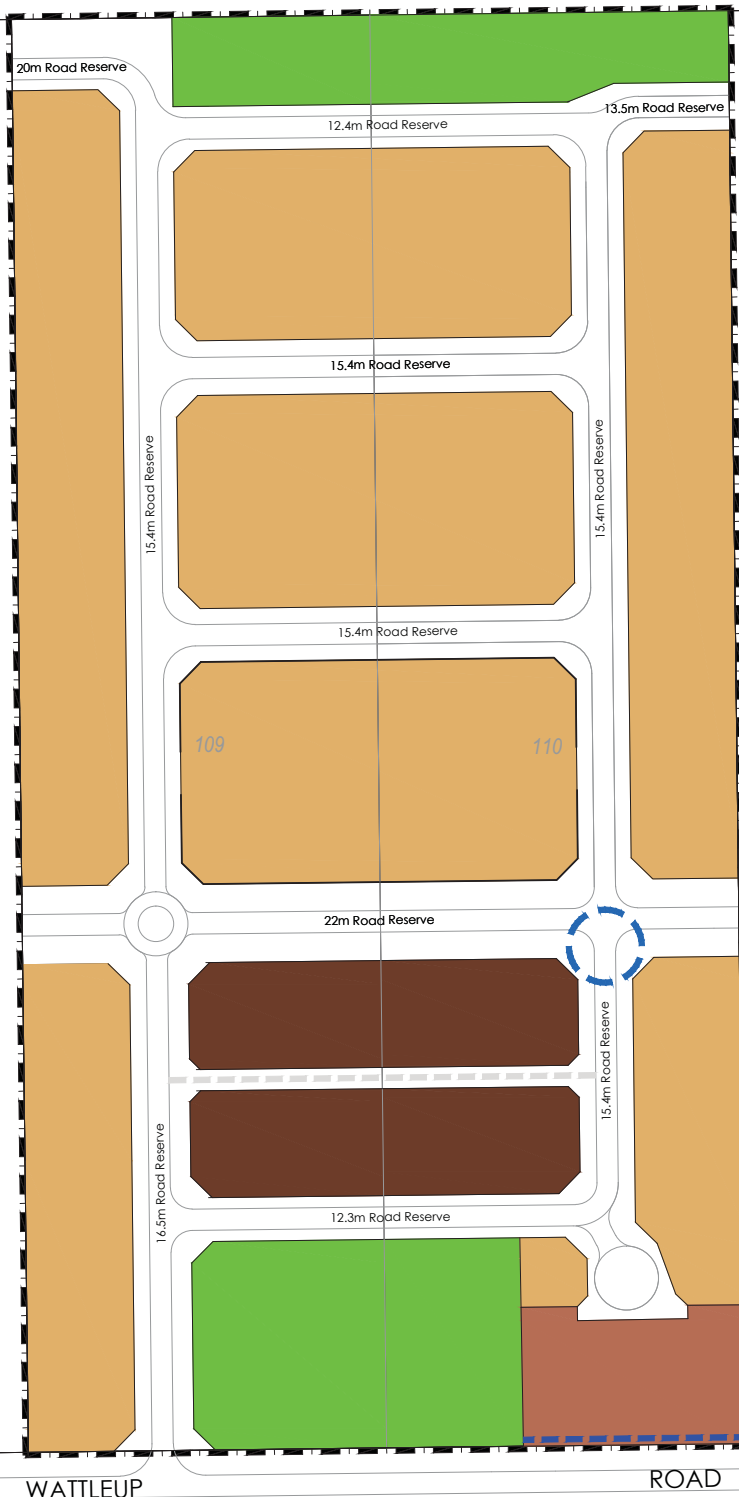 20m Road Reserve
13.5m Road Reserve
12.4m Road Reserve
15.4m Road Reserve
15.4m Road Reserve
15.4m Road Reserve
15.4m Road Reserve
109
110
22m Road Reserve
15.4m Road Reserve
16.5m Road Reserve
12.3m Road Reserve
WATTLEUP
ROAD